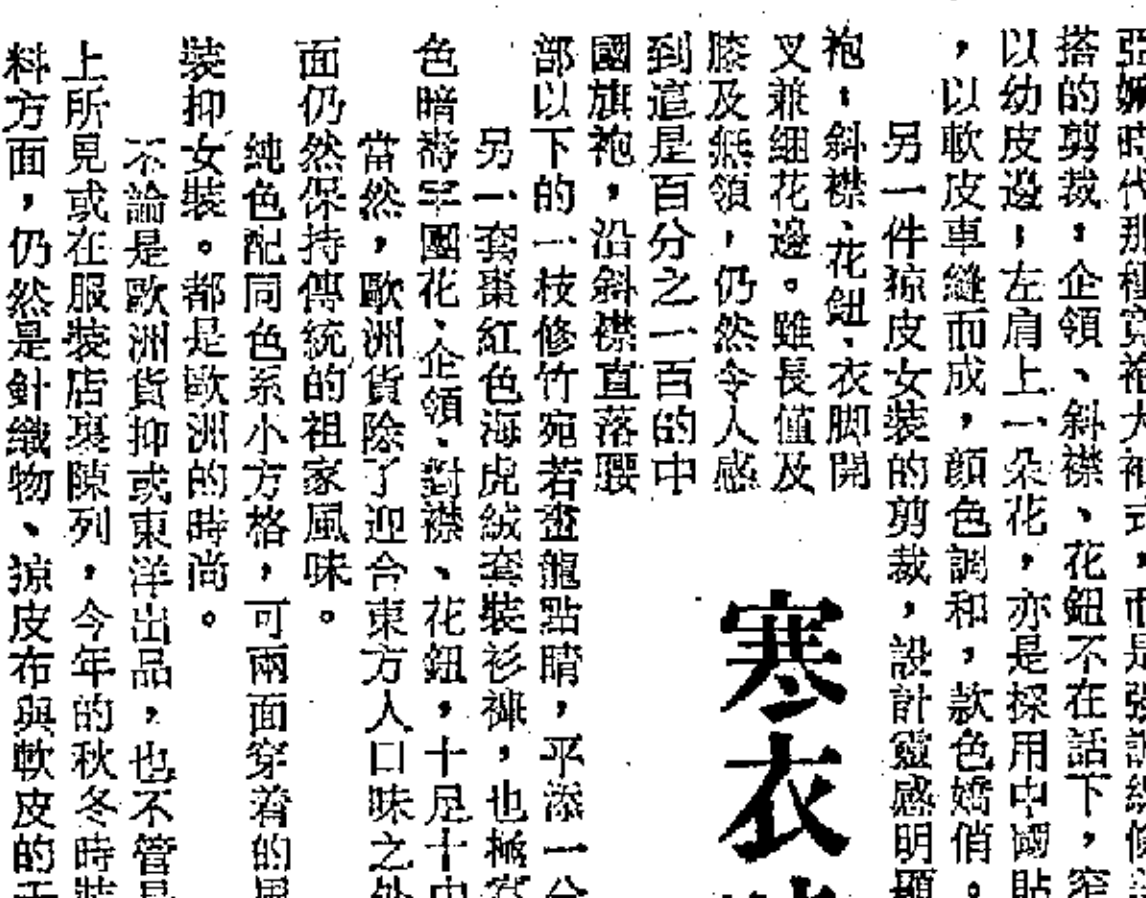 搭的剪裁，企領、斜襟、花鈕不在話下，窄
以幼皮邊，左肩上一朵花，亦是採用中國貼
，以軟皮車縫而成，顏色調和，款色嬌俏。
另一件猄皮女裝的剪裁，設計靈感明顯
袍，斜襟、花鈕、衣脚開
叉兼細花邊。雖長僅及
膝及無領，仍然令人感
到這是百分之一百的中
國旗袍，沿斜襟直落腰
部以下的一枝修竹宛若畫龍點睛，平添一分
另一套棗紅色海虎絨套裝衫褲，也極
色暗壽字團花、企領、對襟、花鈕，十足十中
當然，歐洲貨除了迎合東方人口味之外
面仍然保持傳統的祖家風味。
純色配同色系小方格，可兩面穿着的風
裝抑女裝。都是歐洲的時尚。
不論是歐洲貨抑或東洋出品，也不管是
上所見或在服裝店裏陳列，今年的秋冬時裝
料方面，仍然是針織物、猄皮布與軟皮的天
寒衣